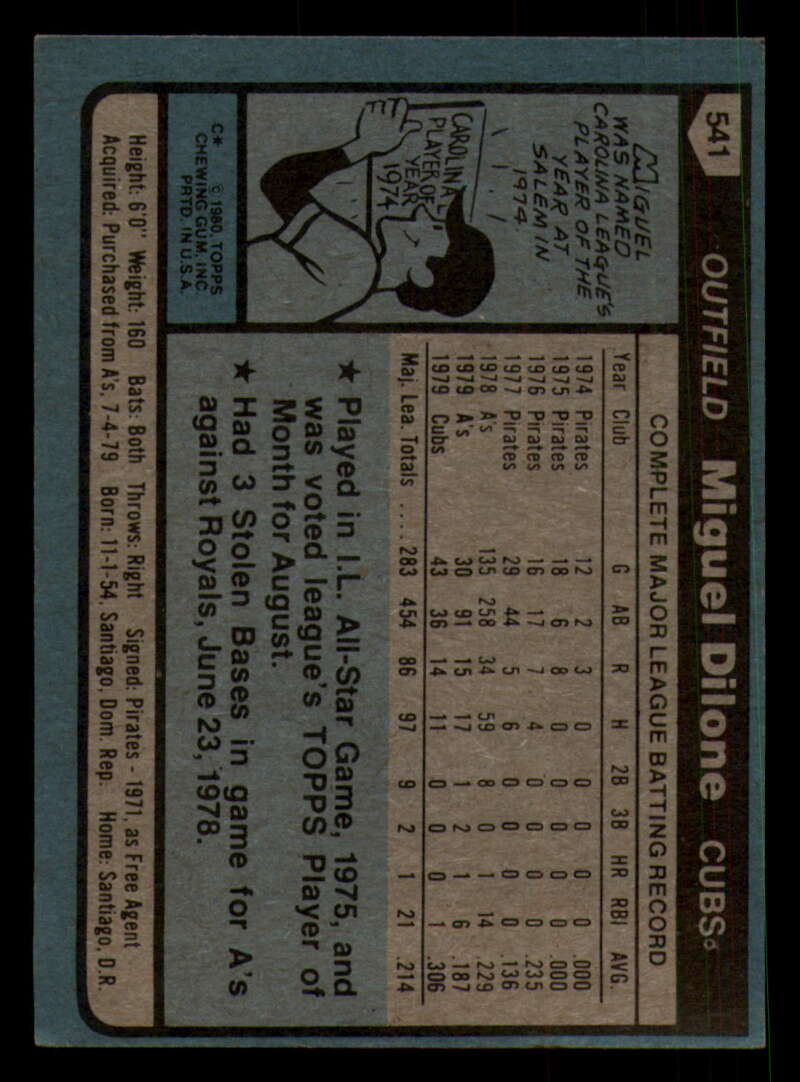 541 OUTFIELD Miguel Dilone CUBS
MIGUEL
WAS NAMED
CAROLINA LEAGUE'S
PLAYER OF THE
YEAR AT
SALEM IN
1974.
CAROLINA
PLAYER OF
YEAR
1974
C* © 1980, TOPPS
CHEWING GUM, INC.
PRTD. IN U.S.A.
COMPLETE MAJOR LEAGUE BATTING RECORD
Year Club G AB R H 2B 3B HR RBI AVG.
1974 Pirates 12 2 3 0 0 0 0 0 .000
1975 Pirates 18 6 8 0 0 0 0 0 .000
1976 Pirates 16 17 7 4 0 0 0 0 .235
1977 Pirates 29 44 5 6 0 0 0 0 .136
1978 A's 135 258 34 59 8 0 1 14 .229
1979 A's 30 91 15 17 1 2 1 6 .187
1979 Cubs 43 36 14 11 0 0 0 1 .306
Maj. Lea. Totals .... 283 454 86 97 9 2 1 21 .214
★ Played in I.L. All-Star Game, 1975, and
was voted league's TOPPS Player of
Month for August.
★ Had 3 Stolen Bases in game for A's
against Royals, June 23, 1978.
Height: 6'0" Weight: 160 Bats: Both Throws: Right Signed: Pirates - 1971, as Free Agent
Acquired: Purchased from A's, 7-4-79 Born: 11-1-54, Santiago, Dom. Rep. Home: Santiago, D.R.